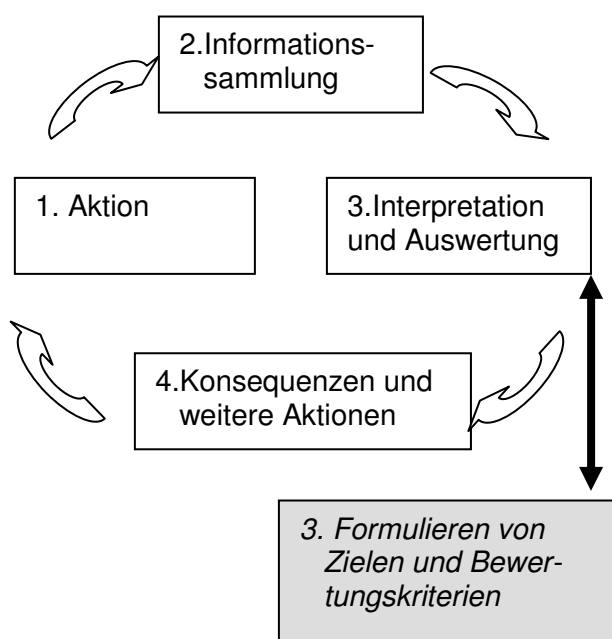 2.Informations-
sammlung
1. Aktion
3.Interpretation
und Auswertung
4.Konsequenzen und
weitere Aktionen
3. Formulieren von
Zielen und Bewer-
tungskriterien